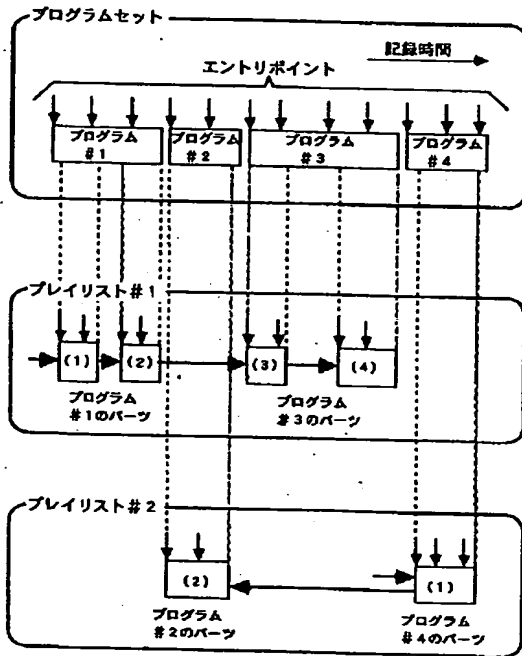 プログラムセット
記録時間
エントリポイント
プログラム
#1
プログラム
#2
プログラム
#3
プログラム
#4
プレイリスト#1
(1)
(2)
(3)
(4)
プログラム
#1のパーツ
プログラム
#3のパーツ
プレイリスト#2
(2)
(1)
プログラム
#2のパーツ
プログラム
#4のパーツ